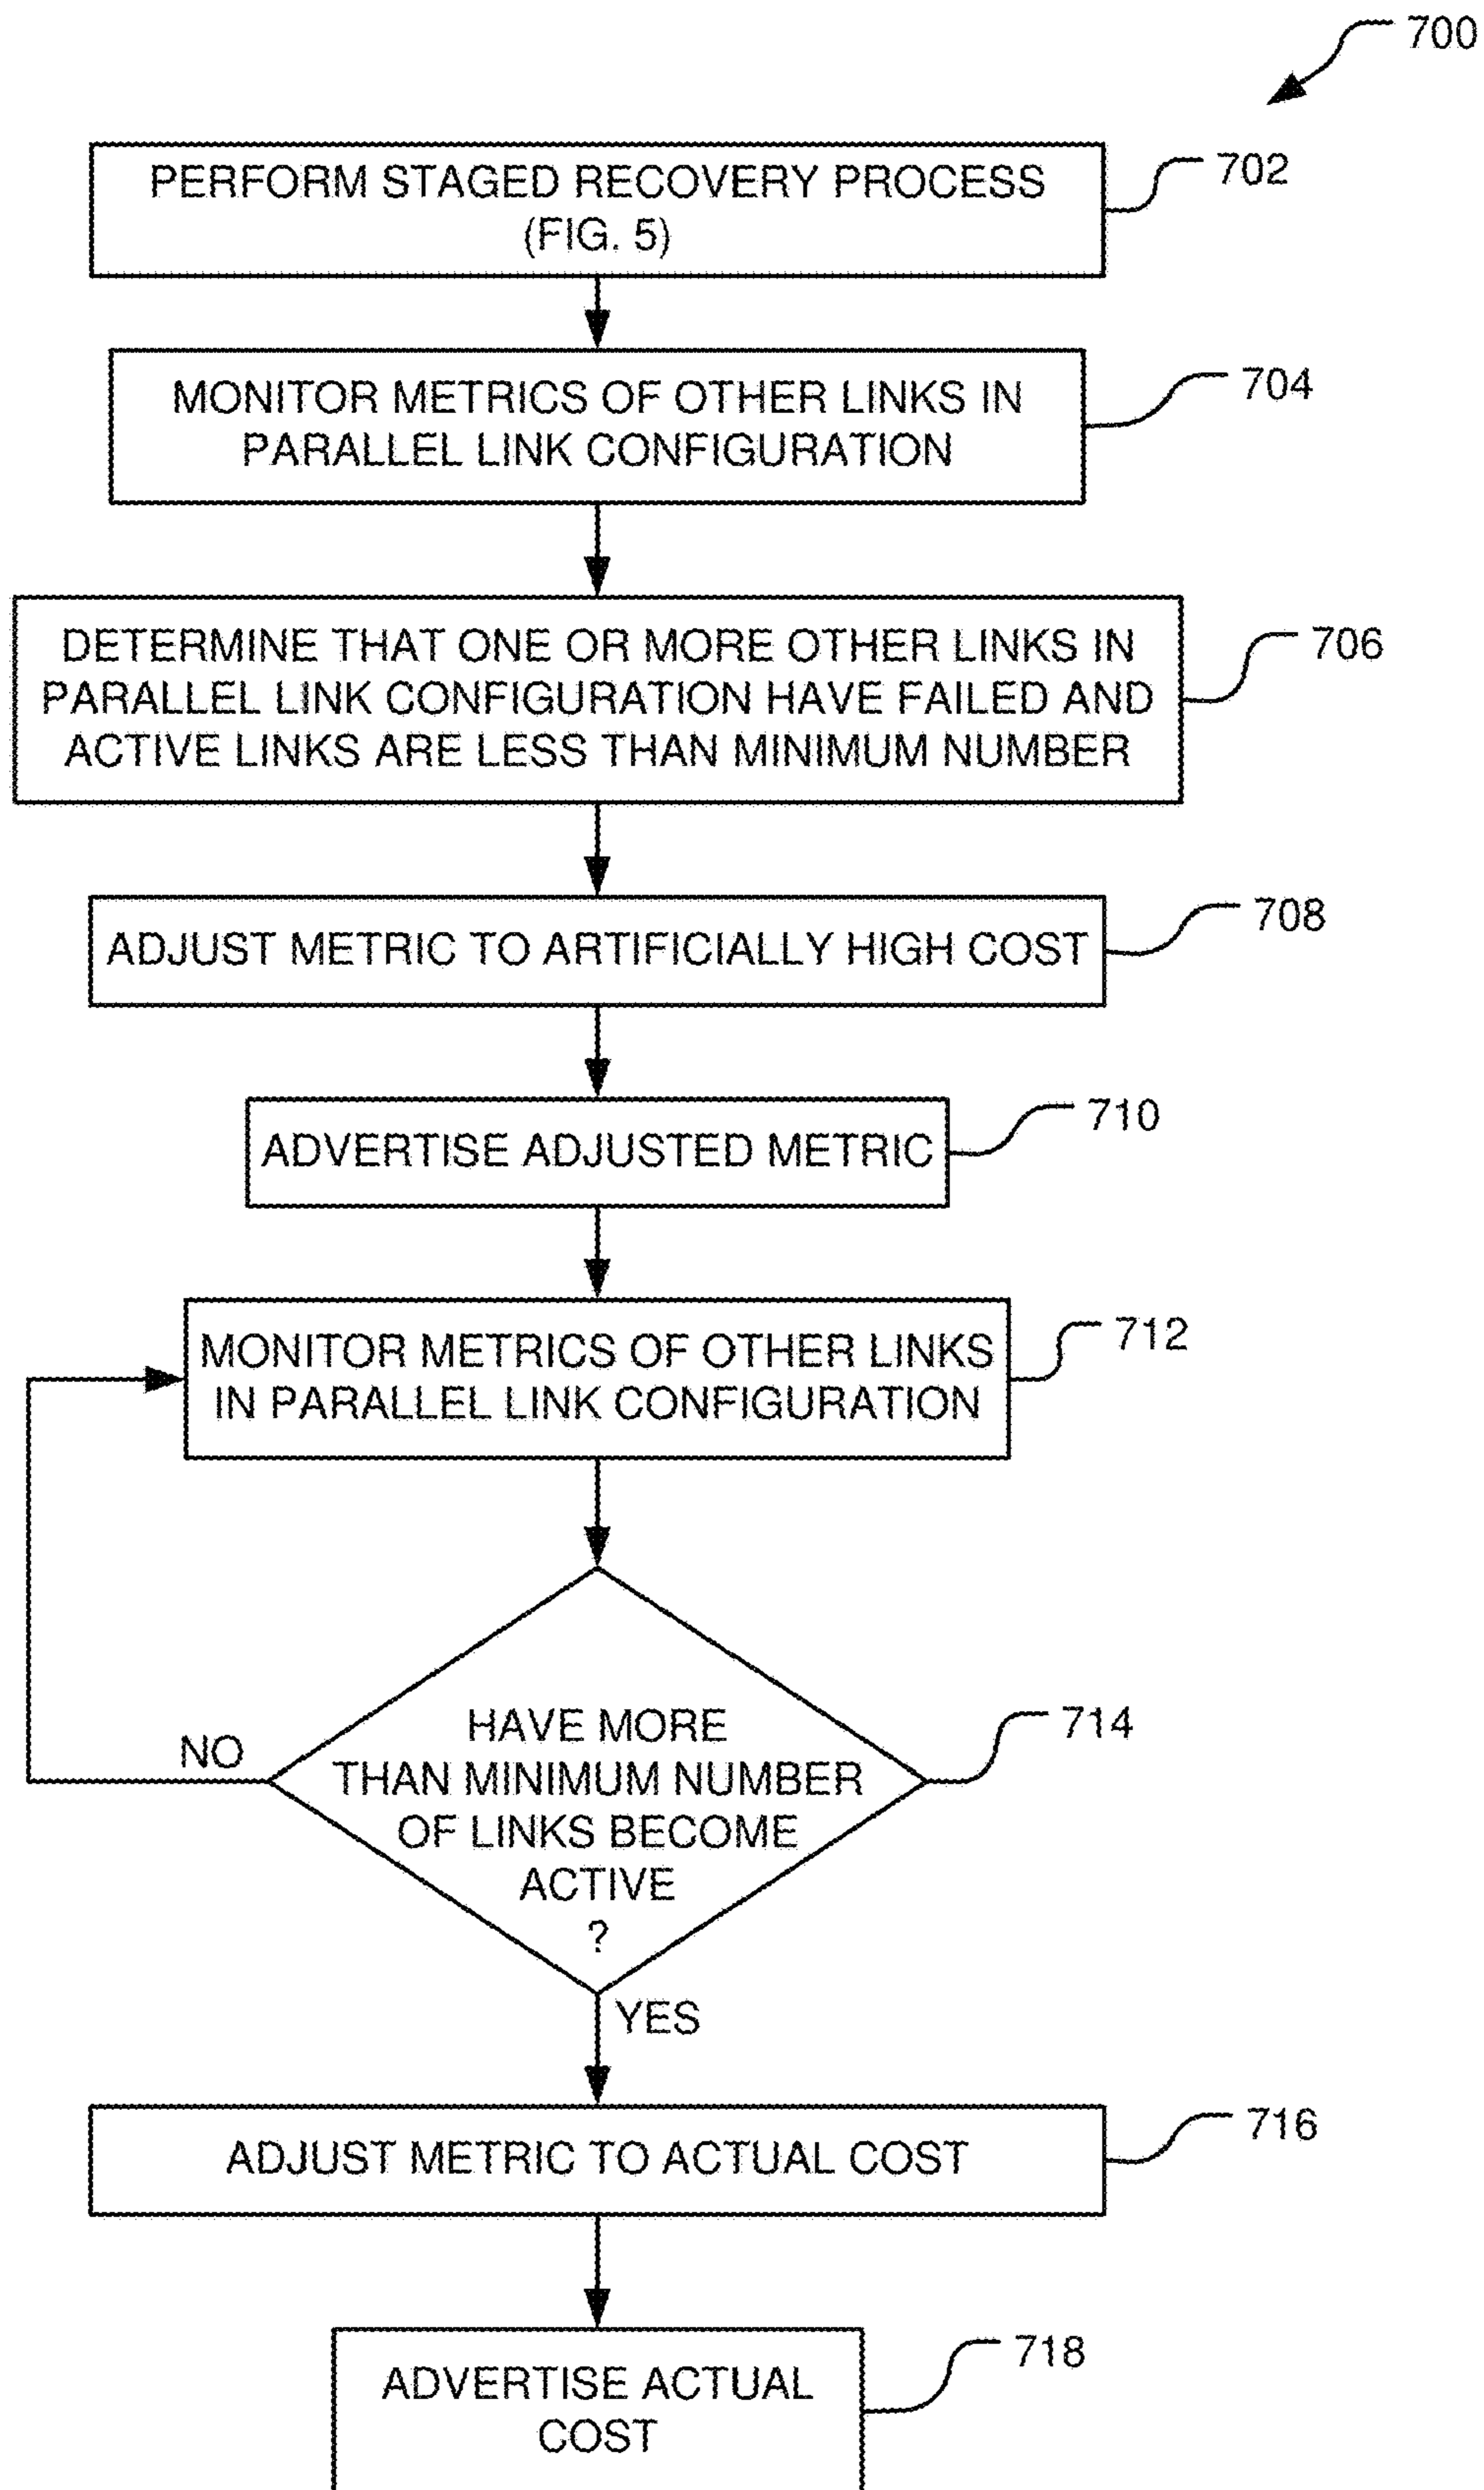 700
PERFORM STAGED RECOVERY PROCESS
(FIG. 5)
702
MONITOR METRICS OF OTHER LINKS IN
PARALLEL LINK CONFIGURATION
704
DETERMINE THAT ONE OR MORE OTHER LINKS IN
PARALLEL LINK CONFIGURATION HAVE FAILED AND
ACTIVE LINKS ARE LESS THAN MINIMUM NUMBER
706
ADJUST METRIC TO ARTIFICIALLY HIGH COST
708
ADVERTISE ADJUSTED METRIC
710
MONITOR METRICS OF OTHER LINKS
IN PARALLEL LINK CONFIGURATION
712
HAVE MORE
THAN MINIMUM NUMBER
OF LINKS BECOME
ACTIVE
?
714
NO
YES
ADJUST METRIC TO ACTUAL COST
716
ADVERTISE ACTUAL
COST
718